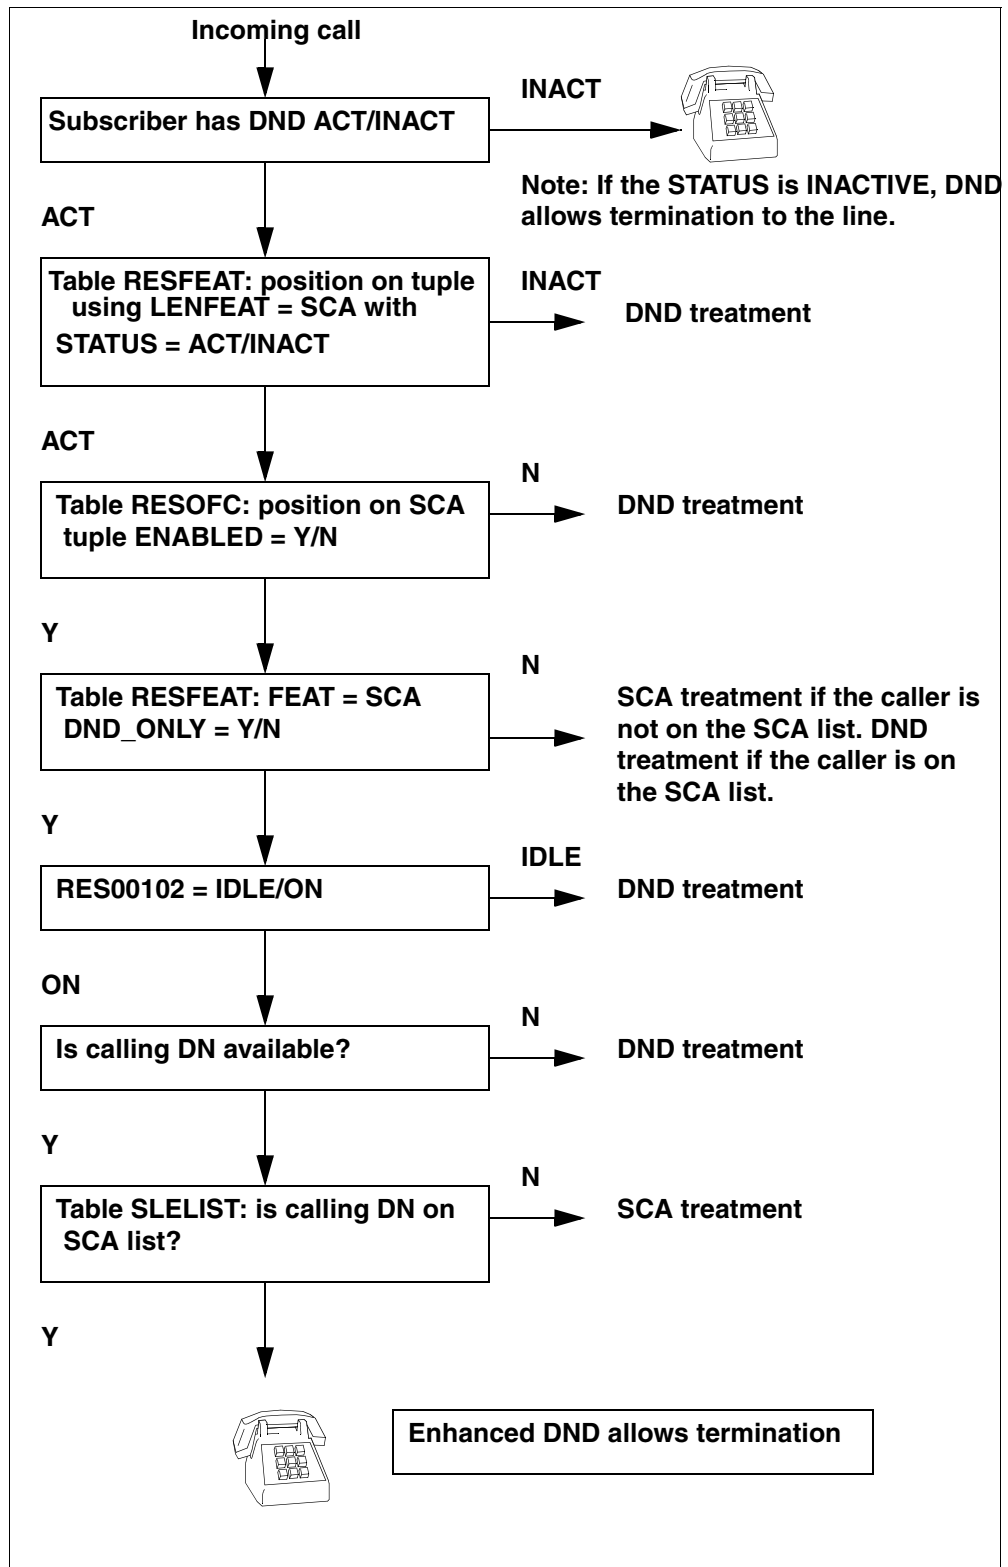 Incoming call
INACT
Subscriber has DND ACT/INACT
Note: If the STATUS is INACTIVE, DND
allows termination to the line.
ACT
Table RESFEAT: position on tuple
using LENFEAT = SCA with
STATUS = ACT/INACT
INACT
DND treatment
ACT
N
Table RESOFC: position on SCA
tuple ENABLED = Y/N
DND treatment
Y
N
Table RESFEAT: FEAT = SCA
DND_ONLY = Y/N
SCA treatment if the caller is
not on the SCA list. DND
treatment if the caller is on
the SCA list.
Y
IDLE
RES00102 = IDLE/ON
DND treatment
ON
N
Is calling DN available?
DND treatment
Y
N
Table SLELIST: is calling DN on
SCA list?
SCA treatment
Y
Enhanced DND allows termination